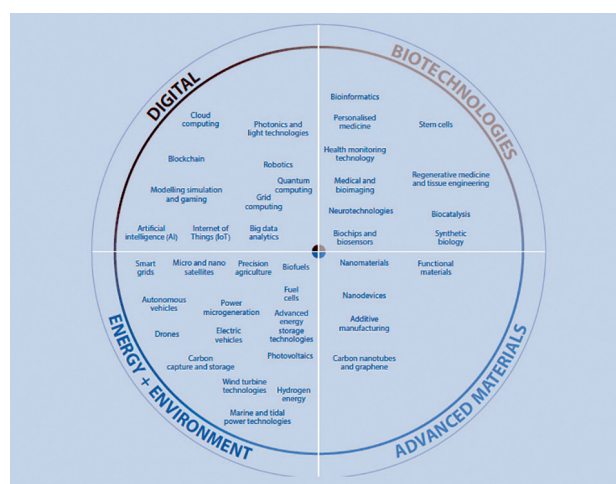 DIGITAL
Cloud
computing
Photonics and
light technologies
Blockchain
Robotics
Quantum
computing
Modelling simulation
and gaming
Grid
computing
Artificial
intelligence (AI)
Internet of
Things (IoT)
Big data
analytics
BIOTECHNOLOGIES
Bioinformatics
Personalised
medicine
Stem cells
Health monitoring
technology
Medical and
bioimaging
Regenerative medicine
and tissue engineering
Neurotechnologies
Biocatalysis
Biochips and
biosensors
Synthetic
biology
ENERGY + ENVIRONMENT
Smart
grids
Micro and nano
satellites
Precision
agriculture
Biofuels
Fuel
cells
Autonomous
vehicles
Power
microgeneration
Advanced
energy
storage
technologies
Drones
Electric
vehicles
Carbon
capture and storage
Photovoltaics
Wind turbine
technologies
Hydrogen
energy
Marine and tidal
power technologies
ADVANCED MATERIALS
Nanomaterials
Functional
materials
Nanodevices
Additive
manufacturing
Carbon nanotubes
and graphene